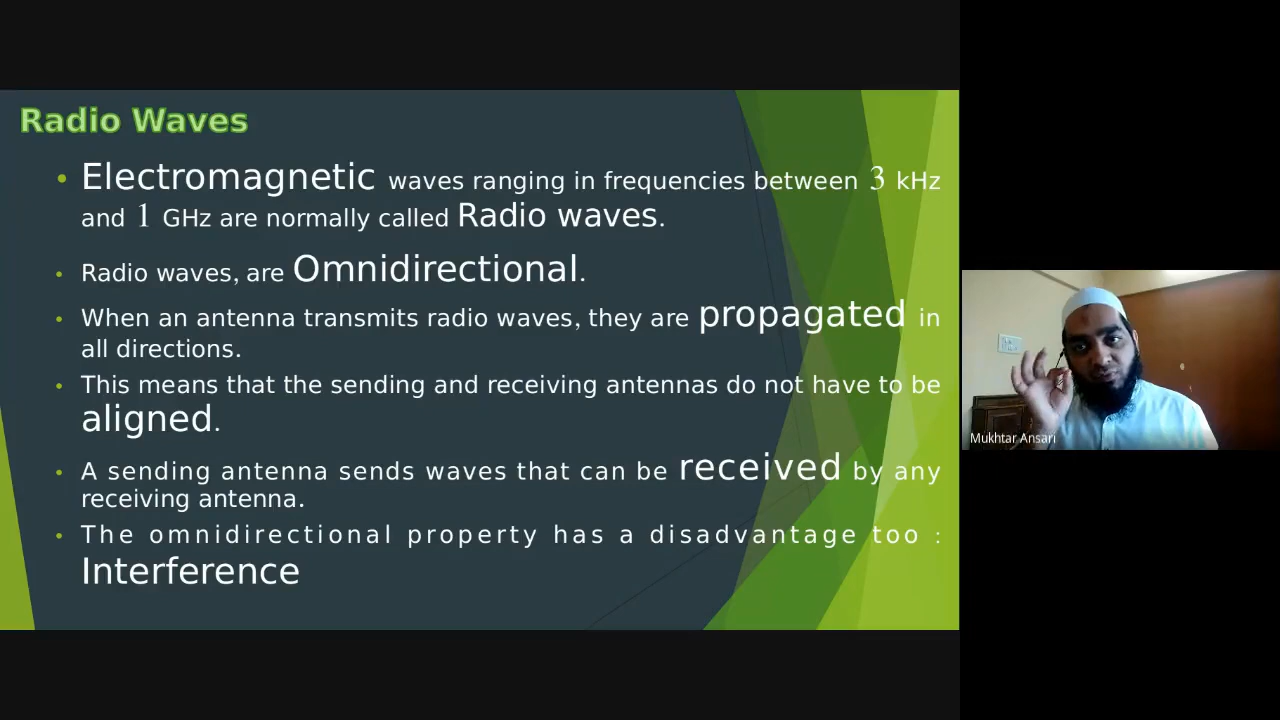 Radio Waves
• Electromagnetic waves ranging in frequencies between 3 kHz
and 1 GHz are normally called Radio waves.
• Radio waves, are Omnidirectional.
• When an antenna transmits radio waves, they are propagated in
all directions.
• This means that the sending and receiving antennas do not have to be
aligned.
• A sending antenna sends waves that can be received by any
receiving antenna.
• The omnidirectional property has a disadvantage too :
Interference
Mukhtar Ansari